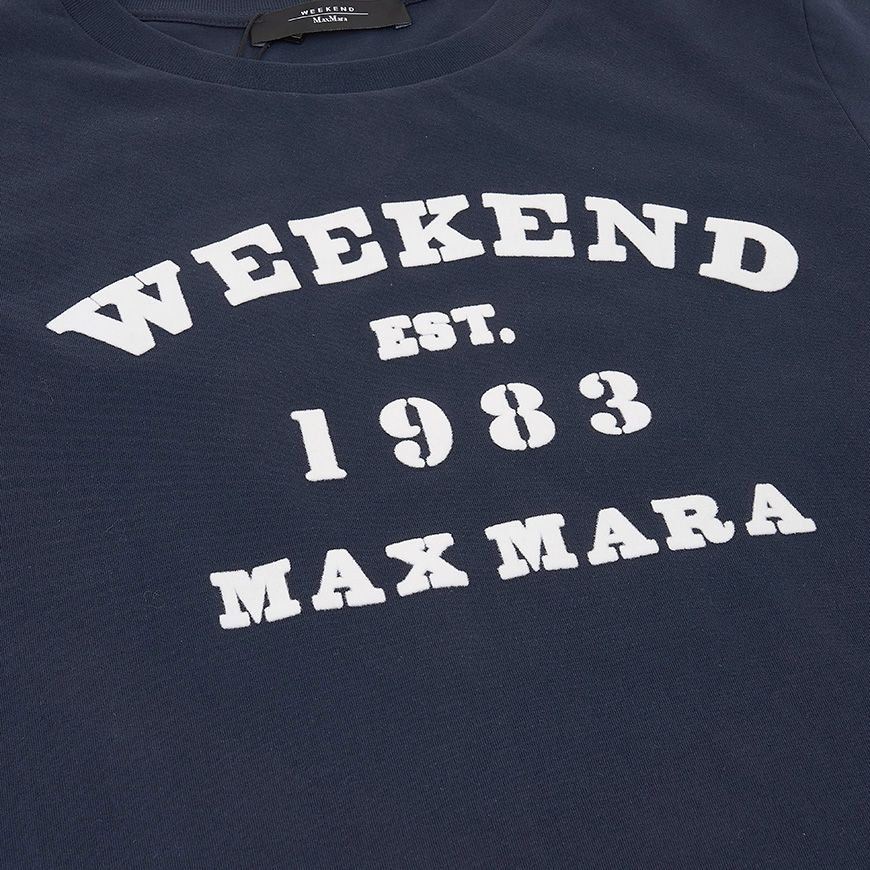 WEEKEND
MaxMara
WEEKEND
EST.
1983
MAX MARA